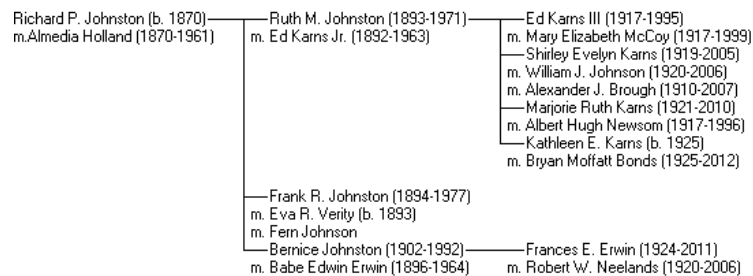 Richard P. Johnston (b. 1870)
m.Almedia Holland (1870-1961)
Ruth M. Johnston (1893-1971)
m. Ed Karns Jr. (1892-1963)
Ed Karns III (1917-1995)
m. Mary Elizabeth McCoy (1917-1999)
Shirley Evelyn Karns (1919-2005)
m. William J. Johnson (1920-2006)
m. Alexander J. Brough (1910-2007)
Marjorie Ruth Karns (1921-2010)
m. Albert Hugh Newsom (1917-1996)
Kathleen E. Karns (b. 1925)
m. Bryan Moffatt Bonds (1925-2012)
Frank R. Johnston (1894-1977)
m. Eva R. Verity (b. 1893)
m. Fern Johnson
Bernice Johnston (1902-1992)
m. Babe Edwin Erwin (1896-1964)
Frances E. Erwin (1924-2011)
m. Robert W. Neelands (1920-2006)